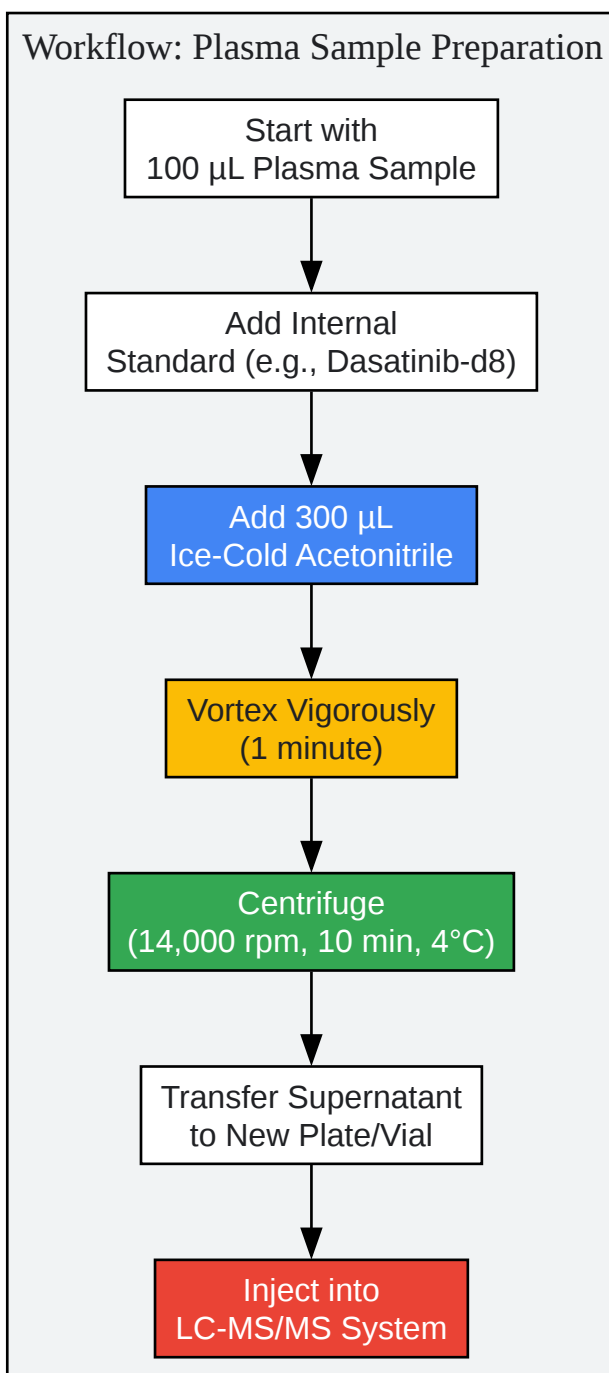 Workflow: Plasma Sample Preparation
Start with
100 µL Plasma Sample
Add Internal
Standard (e.g., Dasatinib-d8)
Add 300 µL
Ice-Cold Acetonitrile
Vortex Vigorously
(1 minute)
Centrifuge
(14,000 rpm, 10 min, 4°C)
Transfer Supernatant
to New Plate/Vial
Inject into
LC-MS/MS System